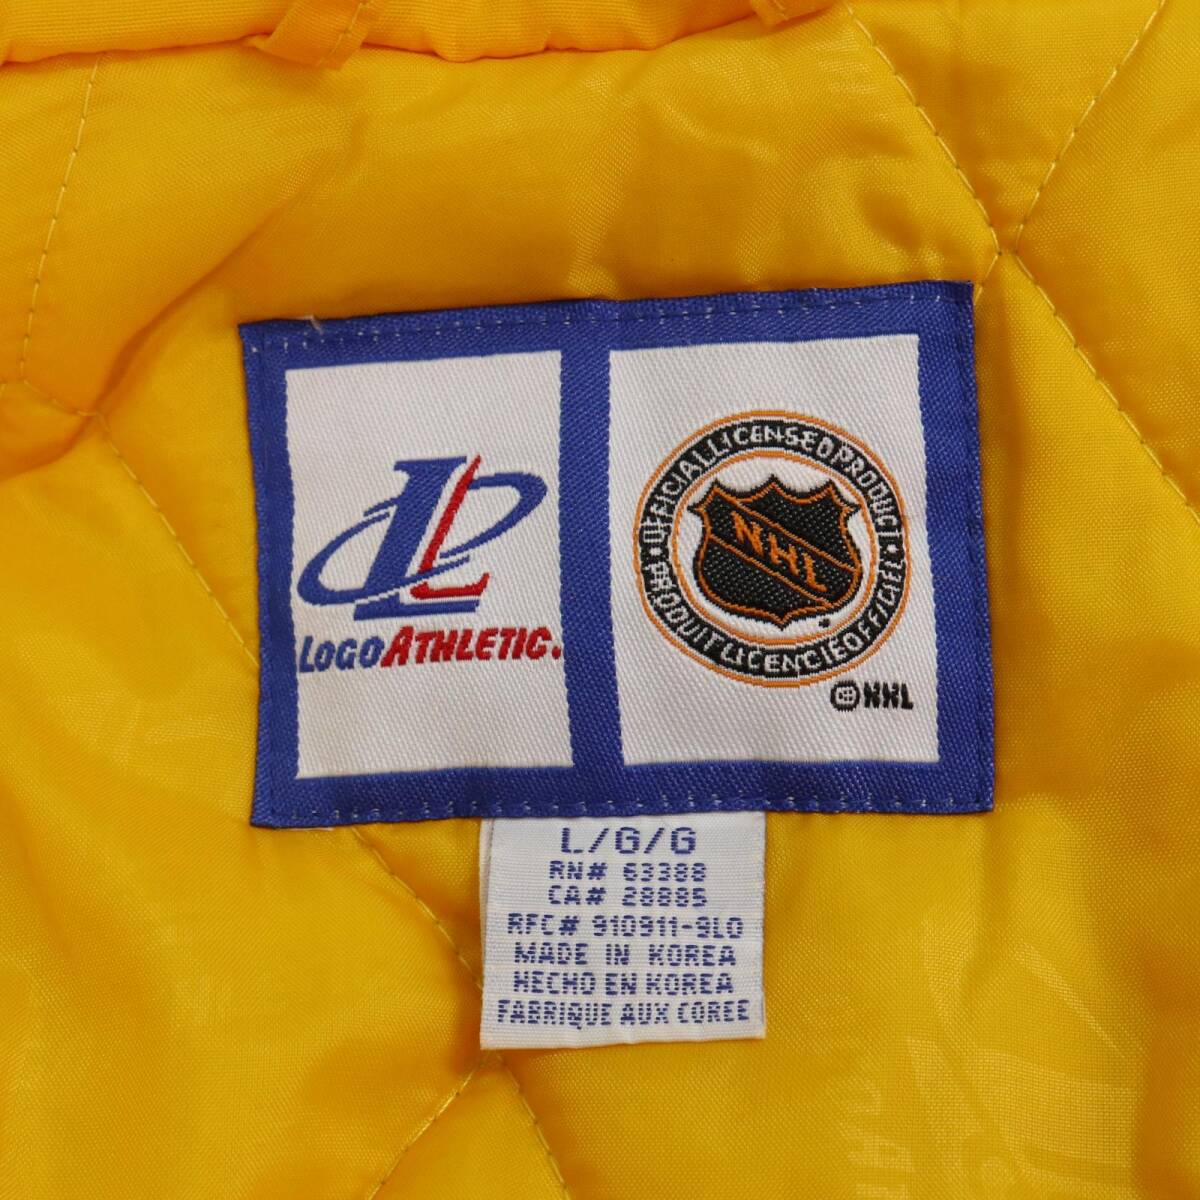 LL
LOGOATHLETIC.
OFFICIAL LICENSED PRODUCT
NHL
• PRODUIT LICENCIE OFFICIEL •
©NHL
L/G/G
RN# 63388
CA# 28885
RFC# 910911-9L0
MADE IN KOREA
HECHO EN KOREA
FABRIQUE AUX COREE